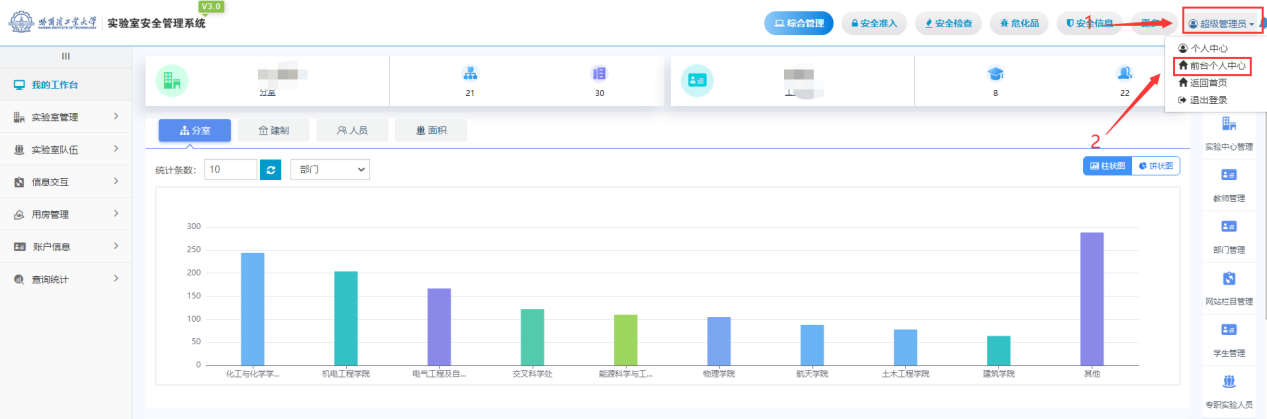 哈爾濱工業大學 实验室安全管理系统 V3.0
综合管理 安全准入 安全检查 危化品 安全信息 1 超级管理员
个人中心
前台个人中心
返回首页
退出登录
2
我的工作台
实验室管理
实验室队伍
信息交互
用房管理
账户信息
查询统计
分室 21 30
8 22
分室 建制 人员 面积
统计条数： 10 部门
柱状图 饼状图
300
250
200
150
100
50
0
化工与化学学... 机电工程学院 电气工程及自... 交叉科学处 能源科学与工... 物理学院 航天学院 土木工程学院 建筑学院 其他
实验中心管理
教师管理
部门管理
网站栏目管理
学生管理
专职实验人员